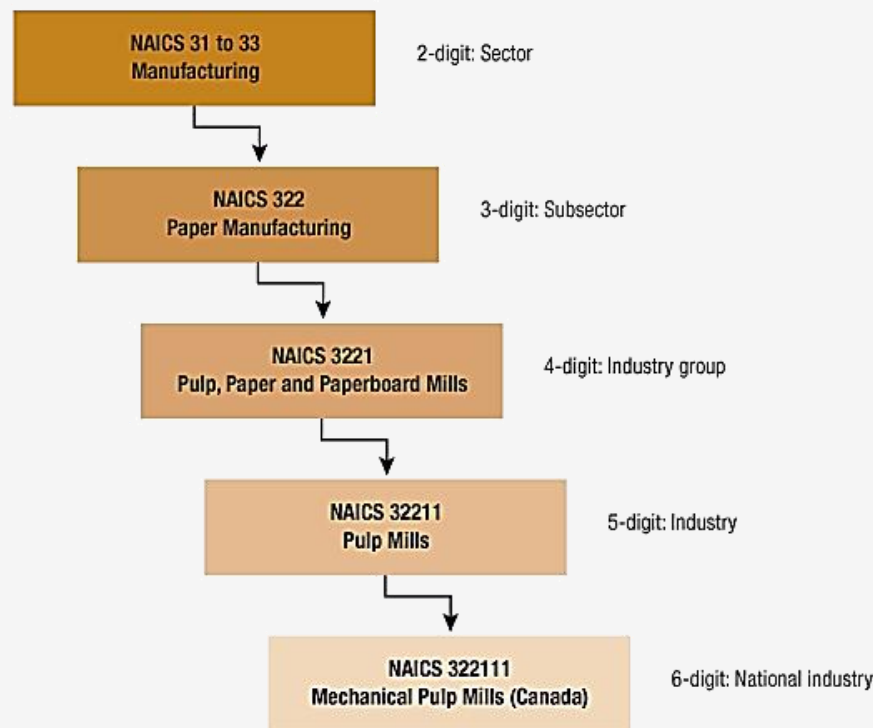 NAICS 31 to 33
Manufacturing
2-digit: Sector
NAICS 322
Paper Manufacturing
3-digit: Subsector
NAICS 3221
Pulp, Paper and Paperboard Mills
4-digit: Industry group
NAICS 32211
Pulp Mills
5-digit: Industry
NAICS 322111
Mechanical Pulp Mills (Canada)
6-digit: National industry